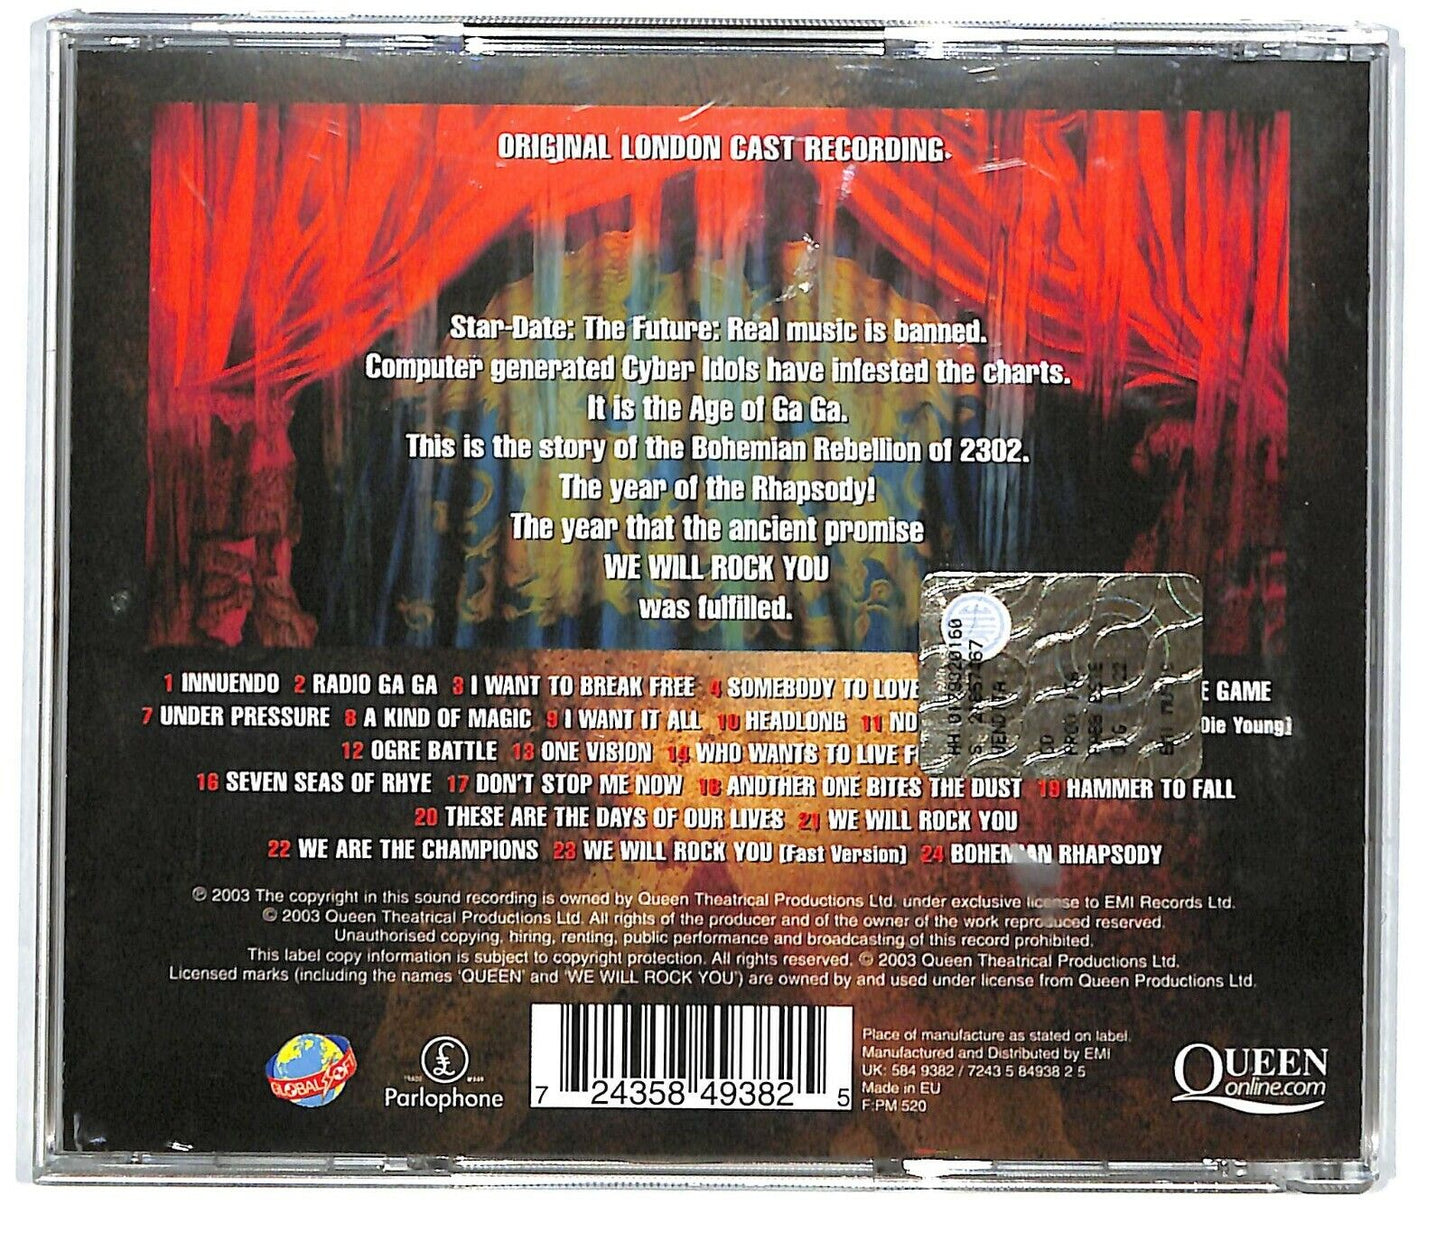 ORIGINAL LONDON CAST RECORDING.
Star-Date: The Future: Real music is banned.
Computer generated Cyber Idols have infested the charts.
It is the Age of Ga Ga.
This is the story of the Bohemian Rebellion of 2302.
The year of the Rhapsody!
The year that the ancient promise
WE WILL ROCK YOU
was fulfilled.
1 INNUENDO 2 RADIO GA GA 3 I WANT TO BREAK FREE 4 SOMEBODY TO LOVE GAME
7 UNDER PRESSURE 8 A KIND OF MAGIC 9 I WANT IT ALL 10 HEADLONG 11 NO Die Young]
12 OGRE BATTLE 13 ONE VISION 14 WHO WANTS TO LIVE
16 SEVEN SEAS OF RHYE 17 DON'T STOP ME NOW 18 ANOTHER ONE BITES THE DUST 19 HAMMER TO FALL
20 THESE ARE THE DAYS OF OUR LIVES 21 WE WILL ROCK YOU
22 WE ARE THE CHAMPIONS 23 WE WILL ROCK YOU [Fast Version] 24 BOHEMIAN RHAPSODY
℗ 2003 The copyright in this sound recording is owned by Queen Theatrical Productions Ltd. under exclusive license to EMI Records Ltd.
© 2003 Queen Theatrical Productions Ltd. All rights of the producer and of the owner of the work reproduced reserved.
Unauthorised copying, hiring, renting, public performance and broadcasting of this record prohibited.
This label copy information is subject to copyright protection. All rights reserved. © 2003 Queen Theatrical Productions Ltd.
Licensed marks (including the names 'QUEEN' and 'WE WILL ROCK YOU') are owned by and used under license from Queen Productions Ltd.
GLOBALSOFT
£
TRADE MARK
Parlophone
7 24358 49382 5
Place of manufacture as stated on label.
Manufactured and Distributed by EMI
UK: 584 9382 / 7243 5 84938 2 5
Made in EU
F:PM 520
QUEEN
online.com